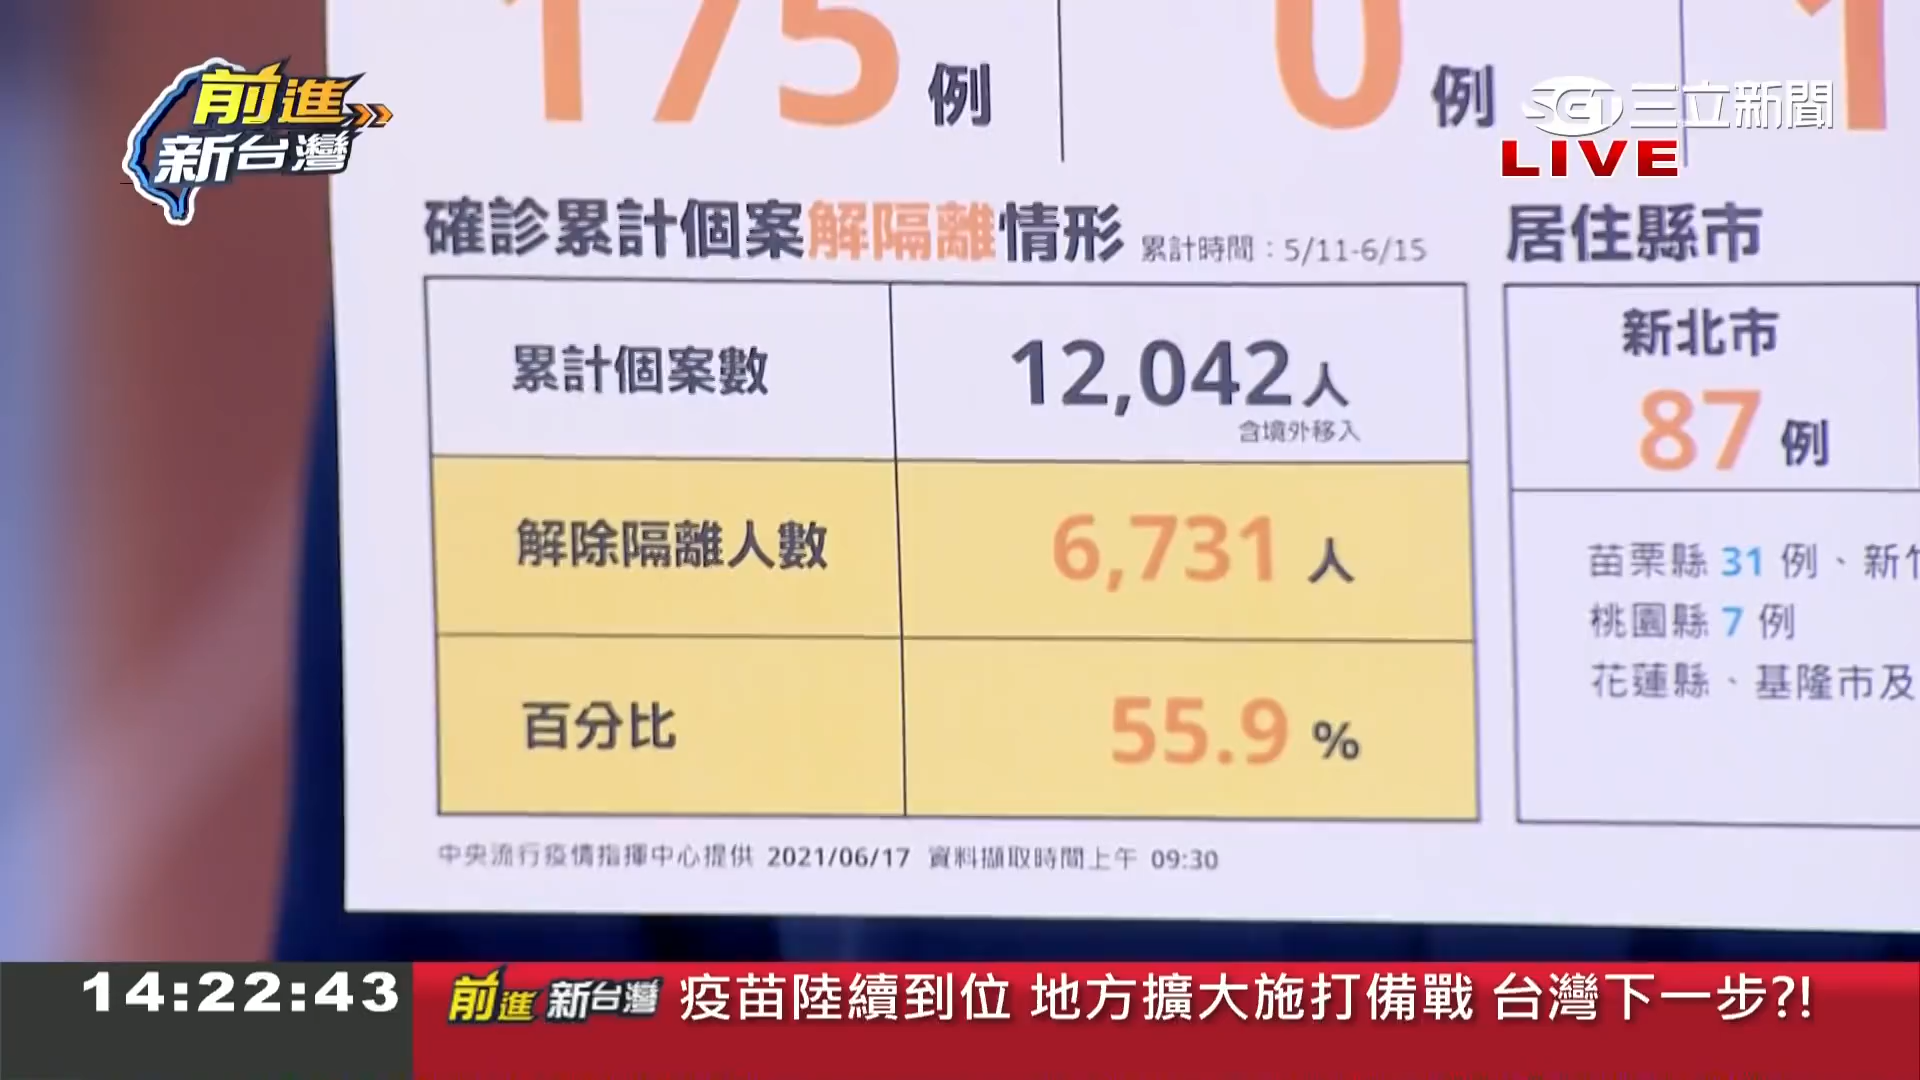 175 例
0 例
1
前進
新台灣
SET三立新聞
LIVE
確診累計個案解隔離情形 累計時間：5/11-6/15
累計個案數 12,042人
含境外移入
解除隔離人數 6,731 人
百分比 55.9 %
中央流行疫情指揮中心提供 2021/06/17 資料擷取時間上午 09:30
居住縣市
新北市
87 例
苗栗縣 31 例、新竹
桃園縣 7 例
花蓮縣、基隆市及
14:22:43
前進新台灣 疫苗陸續到位 地方擴大施打備戰 台灣下一步?!